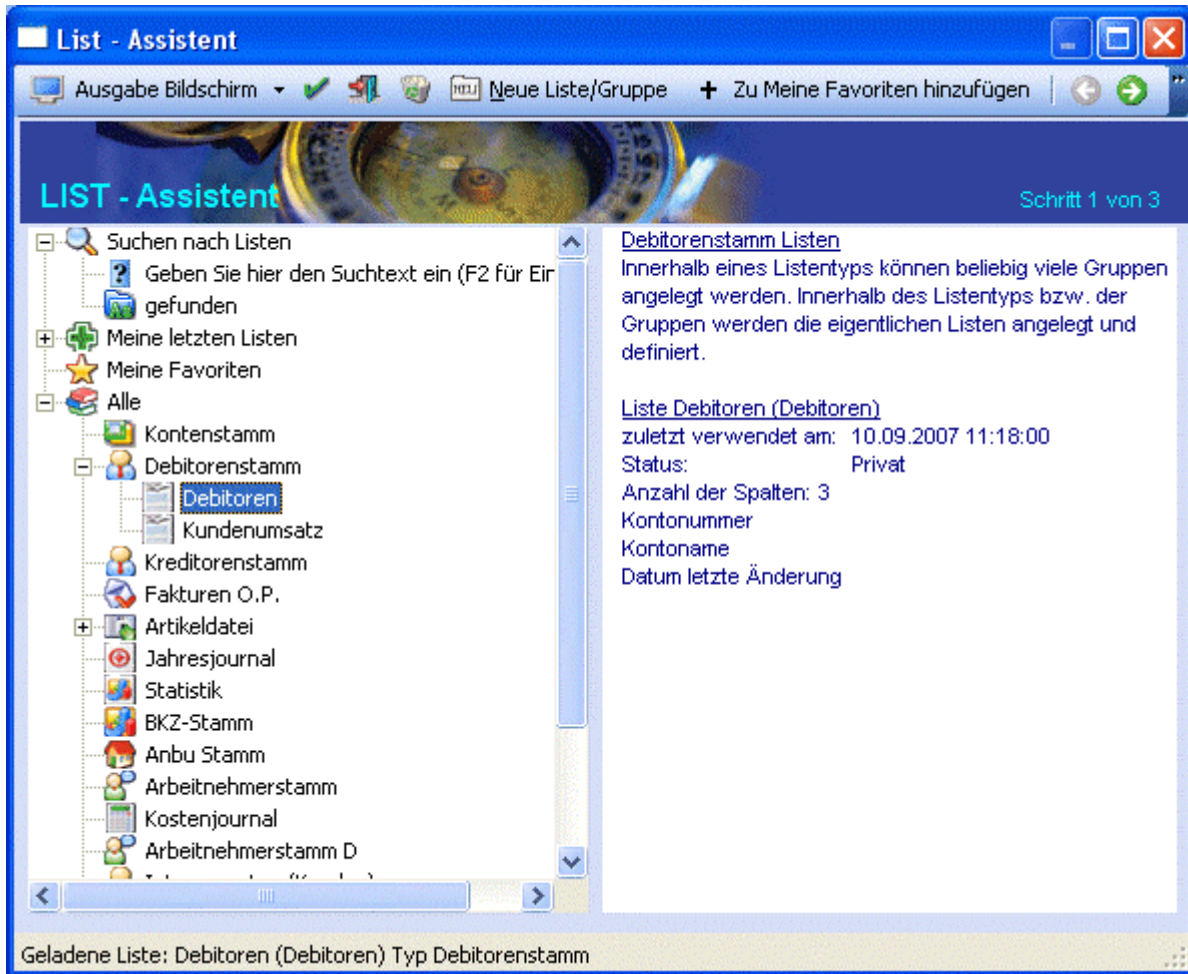 List - Assistent
Ausgabe Bildschirm
NEU Neue Liste/Gruppe
+ Zu Meine Favoriten hinzufügen
LIST - Assistent
Schritt 1 von 3
Suchen nach Listen
? Geben Sie hier den Suchtext ein (F2 für Eir
gefunden
Meine letzten Listen
Meine Favoriten
Alle
Kontenstamm
Debitorenstamm
Debitoren
Kundenumsatz
Kreditorenstamm
Fakturen O.P.
Artikeldatei
Jahresjournal
Statistik
BKZ-Stamm
Anbu Stamm
Arbeitnehmerstamm
Kostenjournal
Arbeitnehmerstamm D
Debitorenstamm Listen
Innerhalb eines Listentyps können beliebig viele Gruppen
angelegt werden. Innerhalb des Listentyps bzw. der
Gruppen werden die eigentlichen Listen angelegt und
definiert.
Liste Debitoren (Debitoren)
zuletzt verwendet am: 10.09.2007 11:18:00
Status: Privat
Anzahl der Spalten: 3
Kontonummer
Kontoname
Datum letzte Änderung
Geladene Liste: Debitoren (Debitoren) Typ Debitorenstamm